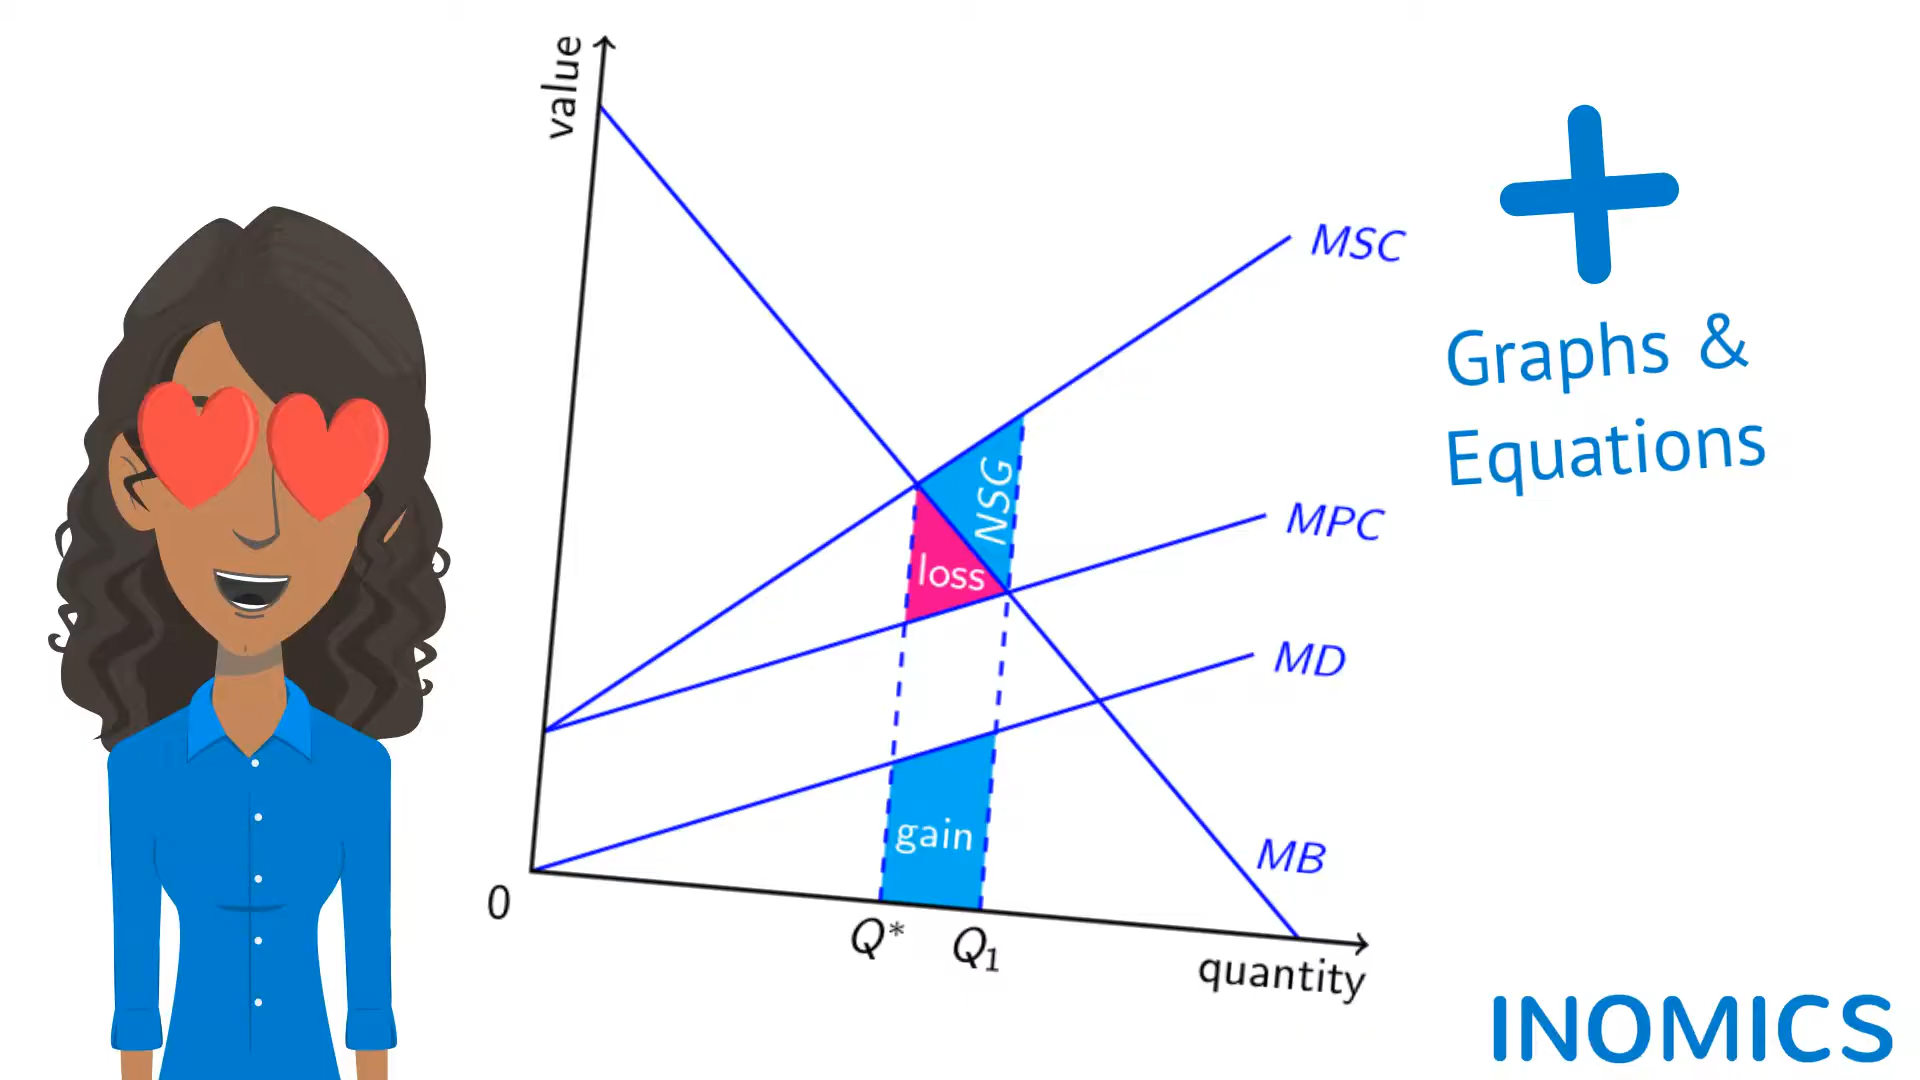 value
MSC
Graphs &
Equations
NSG
MPC
loss
MD
gain
MB
0
Q* Q1
quantity
INOMICS